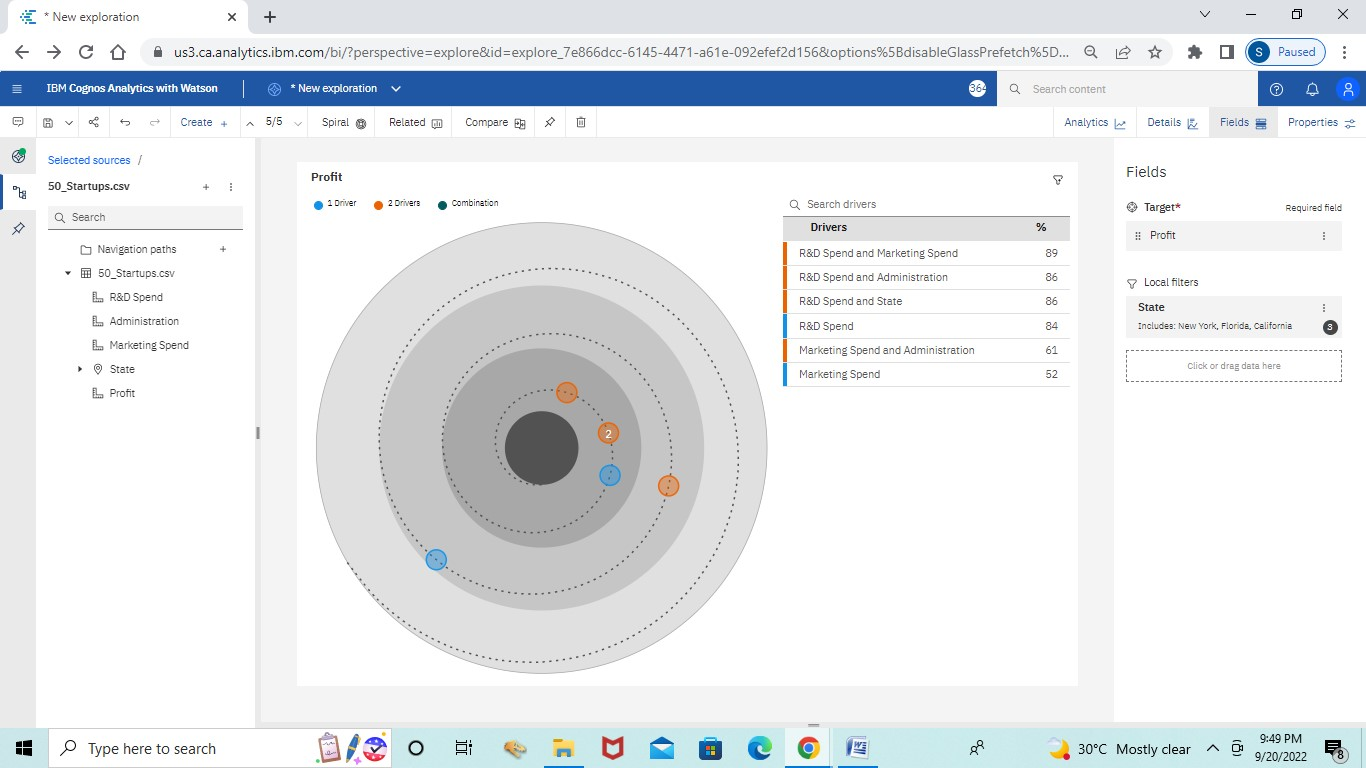 * New exploration
us3.ca.analytics.ibm.com/bi/?perspective=explore&id=explore_7e866dcc-6145-4471-a61e-092efef2d156&options%5BdisableGlassPrefetch%5D...
S Paused
IBM Cognos Analytics with Watson
* New exploration
364
Search content
Create
5/5
Spiral
Related
Compare
Analytics
Details
Fields
Properties
Selected sources /
50_Startups.csv
Search
Navigation paths
50_Startups.csv
R&D Spend
Administration
Marketing Spend
State
Profit
Profit
1 Driver
2 Drivers
Combination
2
Search drivers
Drivers %
R&D Spend and Marketing Spend 89
R&D Spend and Administration 86
R&D Spend and State 86
R&D Spend 84
Marketing Spend and Administration 61
Marketing Spend 52
Fields
Target* Required field
Profit
Local filters
State
Includes: New York, Florida, California 3
Click or drag data here
Type here to search
30°C Mostly clear
9:49 PM
9/20/2022
8